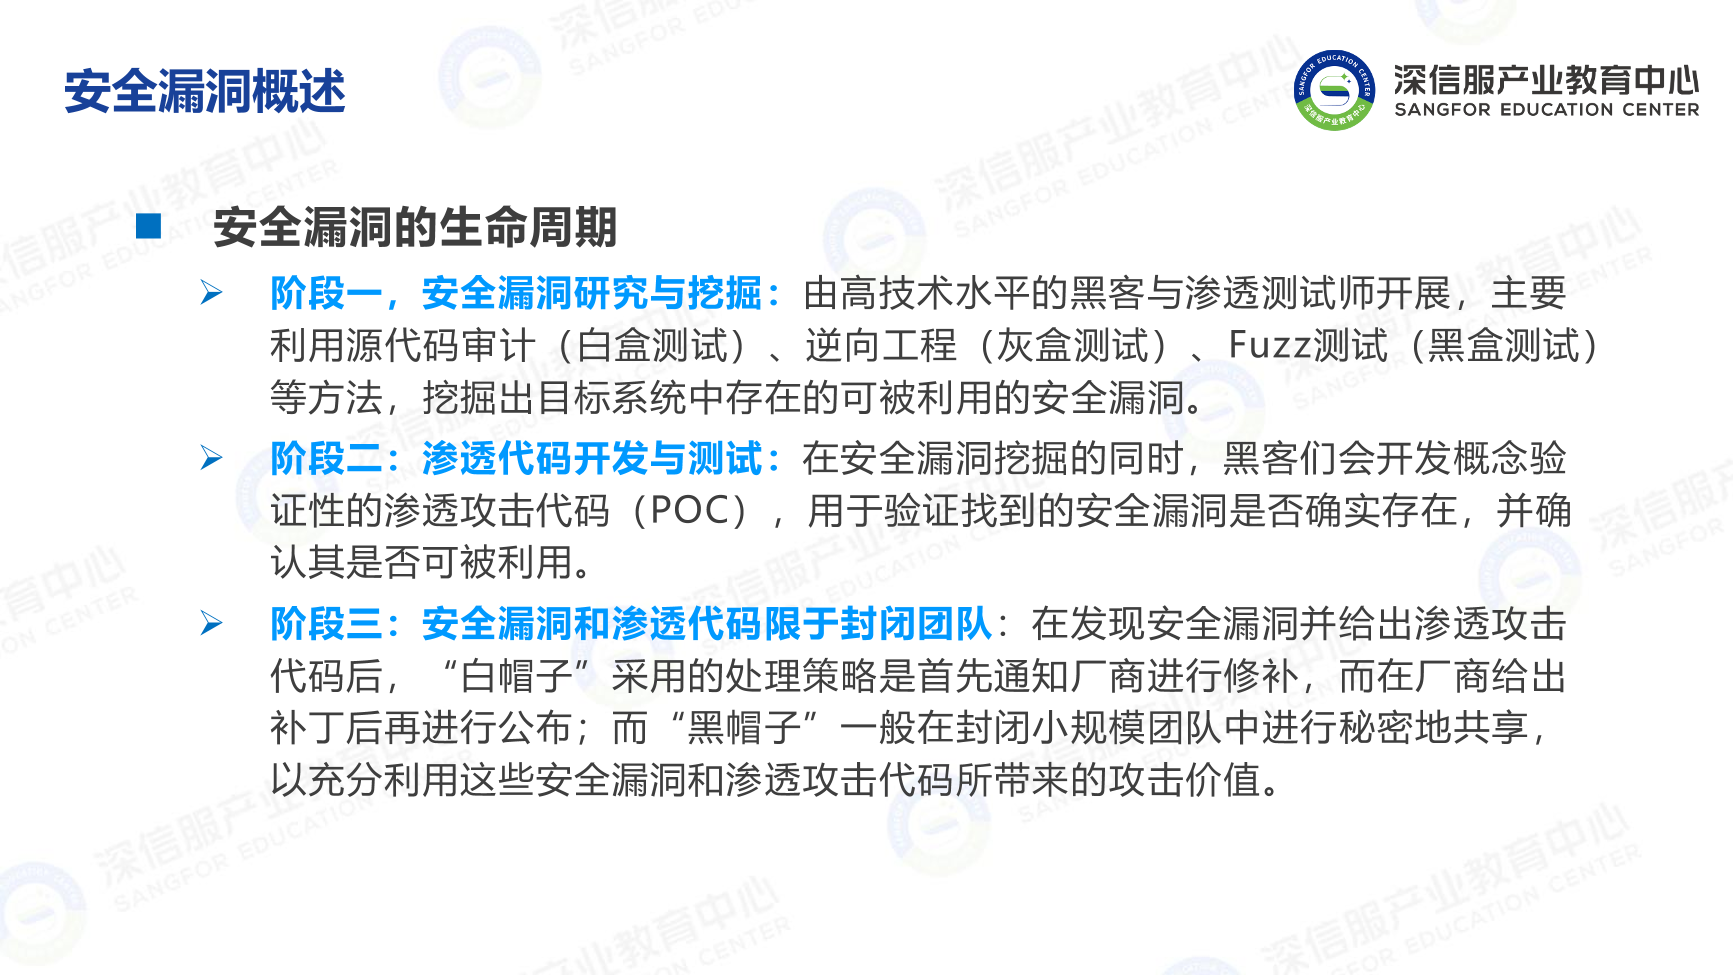 安全漏洞概述
深信服产业教育中心
SANGFOR EDUCATION CENTER
安全漏洞的生命周期
阶段一，安全漏洞研究与挖掘：由高技术水平的黑客与渗透测试师开展，主要
利用源代码审计（白盒测试）、逆向工程（灰盒测试）、Fuzz测试（黑盒测试）
等方法，挖掘出目标系统中存在的可被利用的安全漏洞。
阶段二：渗透代码开发与测试：在安全漏洞挖掘的同时，黑客们会开发概念验
证性的渗透攻击代码（POC），用于验证找到的安全漏洞是否确实存在，并确
认其是否可被利用。
阶段三：安全漏洞和渗透代码限于封闭团队：在发现安全漏洞并给出渗透攻击
代码后，“白帽子”采用的处理策略是首先通知厂商进行修补，而在厂商给出
补丁后再进行公布；而“黑帽子”一般在封闭小规模团队中进行秘密地共享，
以充分利用这些安全漏洞和渗透攻击代码所带来的攻击价值。